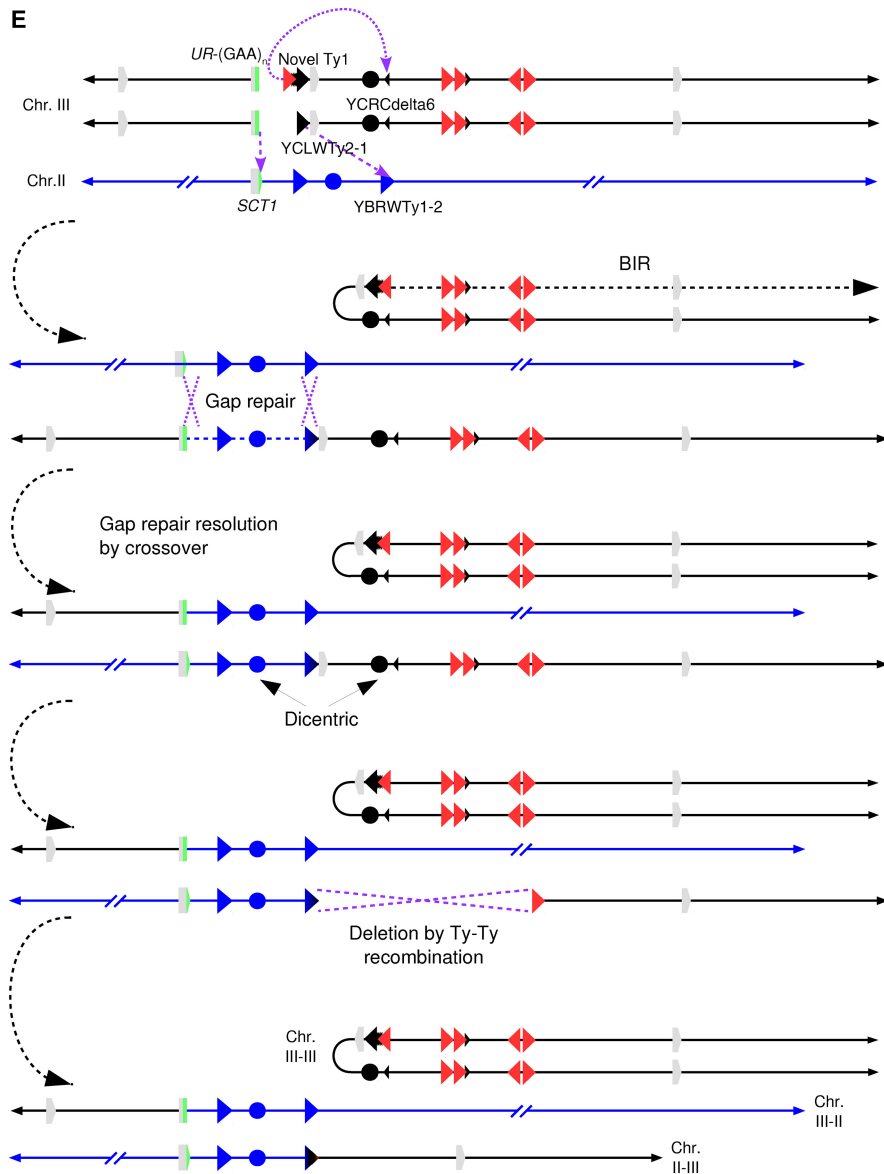 E
UR-(GAA)n
Novel Ty1
Chr. III
YCRCdelta6
YCLWTy2-1
Chr.II
SCT1
YBRWTy1-2
BIR
Gap repair
Gap repair resolution
by crossover
Dicentric
Deletion by Ty-Ty
recombination
Chr.
III-III
Chr.
III-II
Chr.
II-III